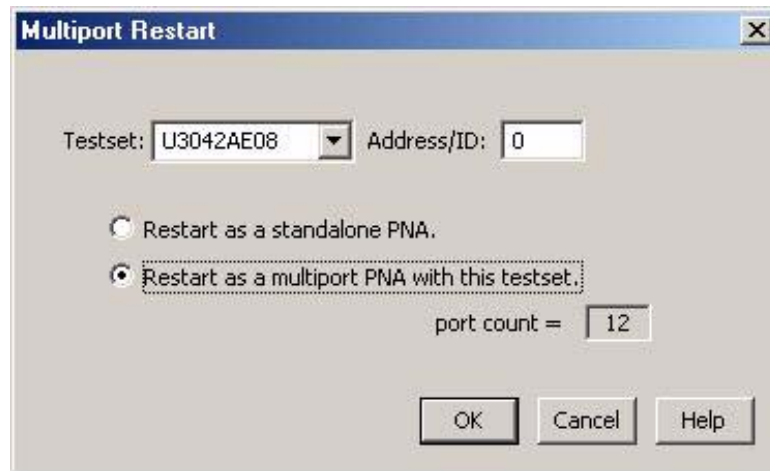 Multiport Restart
Testset: U3042AE08 Address/ID: 0
Restart as a standalone PNA.
Restart as a multiport PNA with this testset.
port count = 12
OK Cancel Help